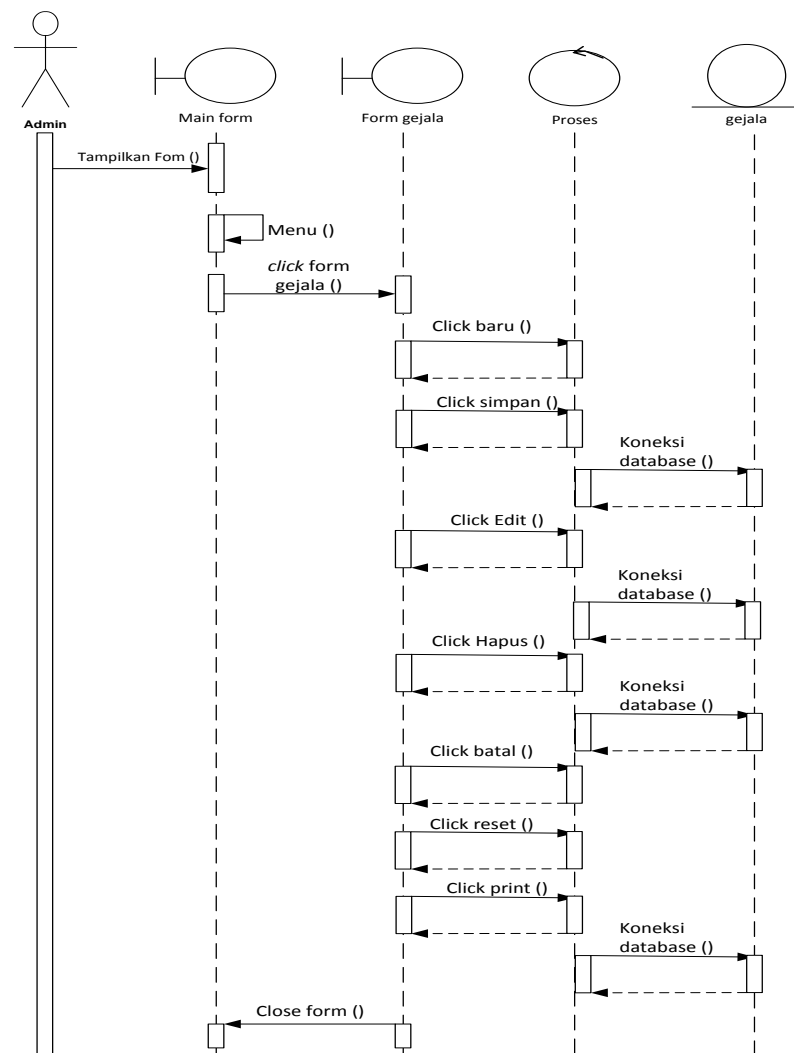 Admin
Main form
Form gejala
Proses
gejala
Tampilkan Fom ()
Menu ()
click form
gejala ()
Click baru ()
Click simpan ()
Koneksi
database ()
Click Edit ()
Koneksi
database ()
Click Hapus ()
Koneksi
database ()
Click batal ()
Click reset ()
Click print ()
Koneksi
database ()
Close form ()